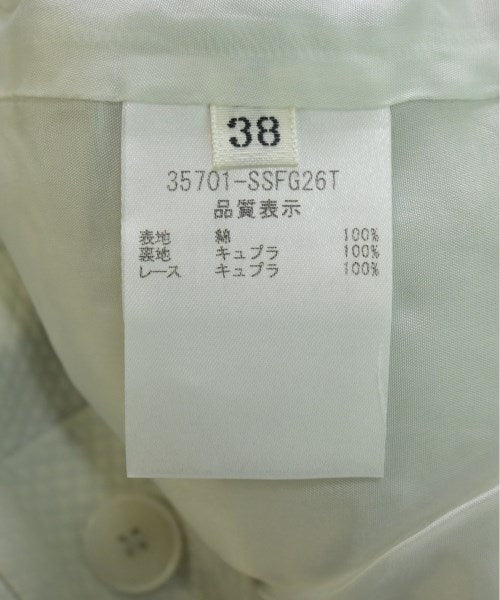 38
35701-SSFG26T
品質表示
表地 綿 100%
裏地 キュプラ 100%
レース キュプラ 100%